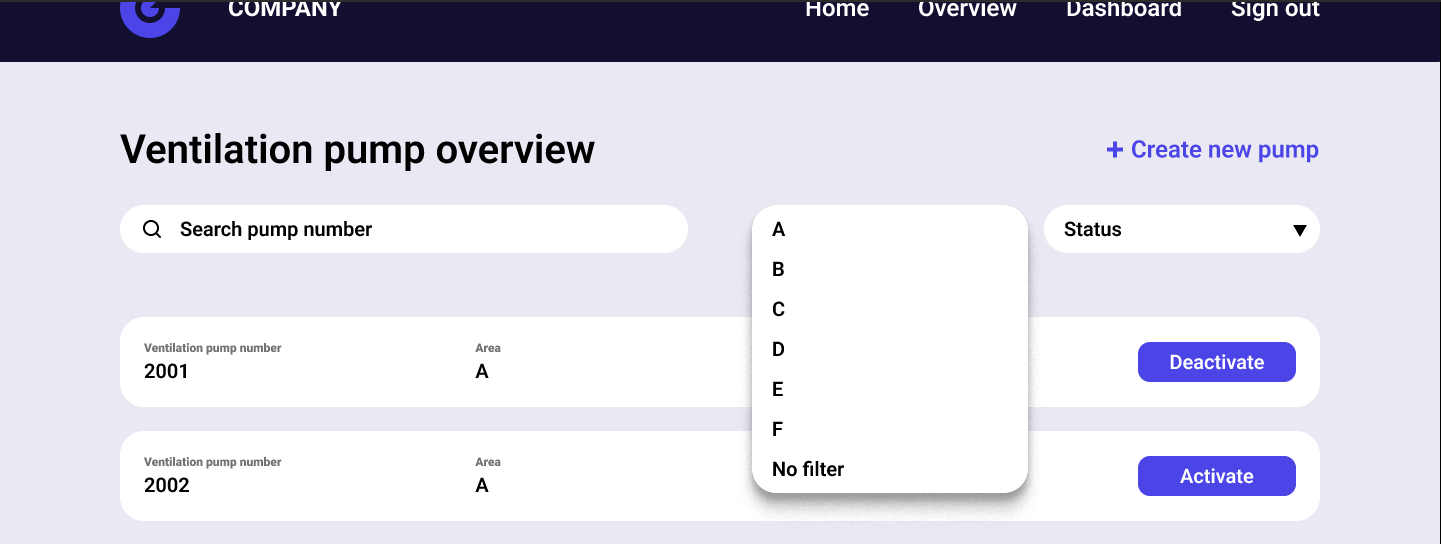 COMPANY
Home
Overview
Dashboard
Sign out
Ventilation pump overview
+ Create new pump
Search pump number
A
B
C
D
E
F
No filter
Status
Ventilation pump number
2001
Area
A
Deactivate
Ventilation pump number
2002
Area
A
Activate